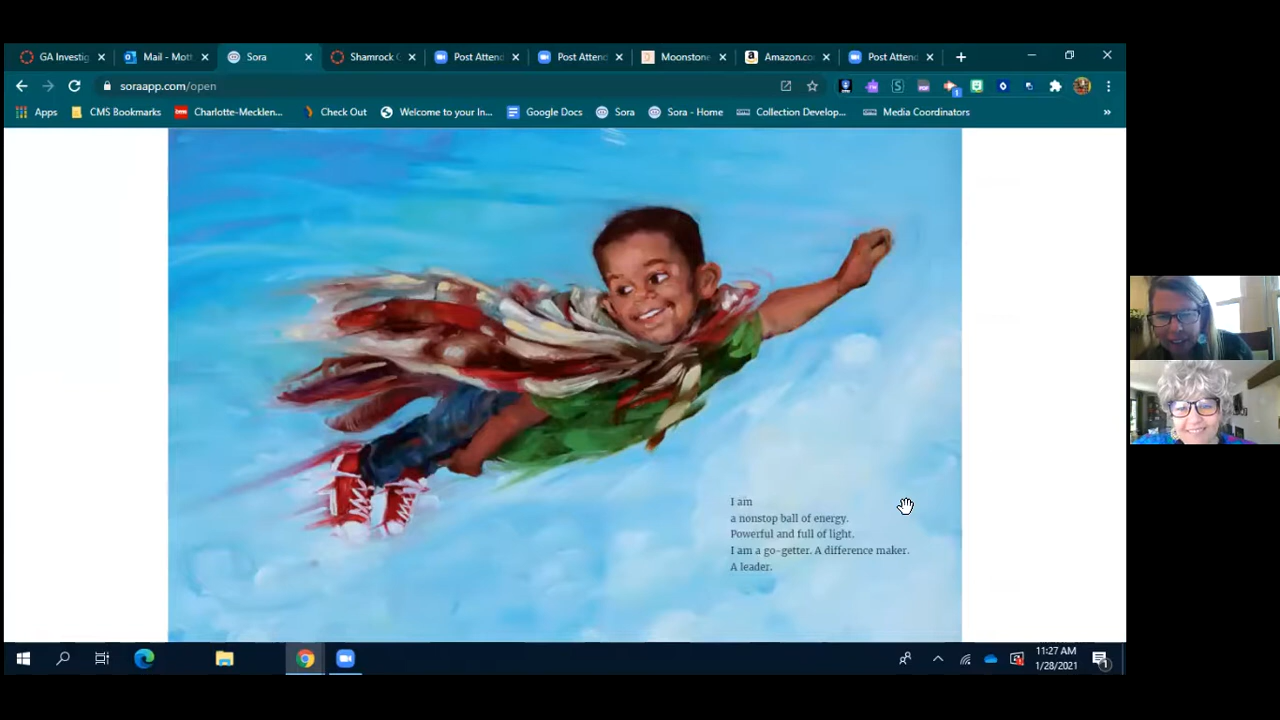 GA Investig
Mail - Mott
Sora
Shamrock
Post Attend
Post Attend
Moonstone
Amazon.co
Post Attend
soraapp.com/open
Apps
CMS Bookmarks
Charlotte-Mecklen...
Check Out
Welcome to your In...
Google Docs
Sora
Sora - Home
Collection Develop...
Media Coordinators
»
I am
a nonstop ball of energy.
Powerful and full of light.
I am a go-getter. A difference maker.
A leader.
11:27 AM
1/28/2021